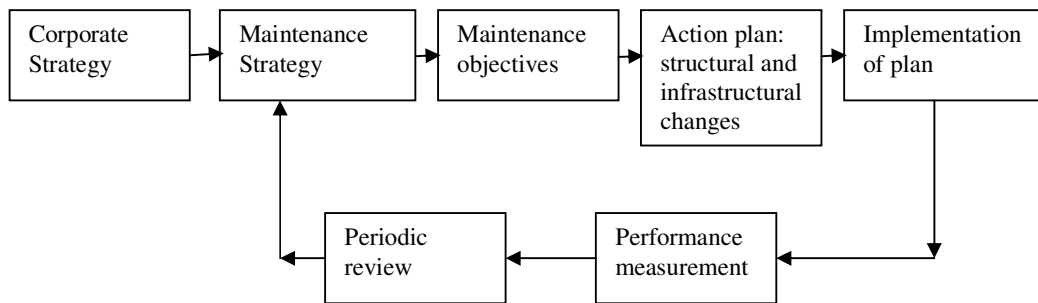 Corporate
Strategy
Maintenance
Strategy
Maintenance
objectives
Action plan:
structural and
infrastructural
changes
Implementation
of plan
Periodic
review
Performance
measurement